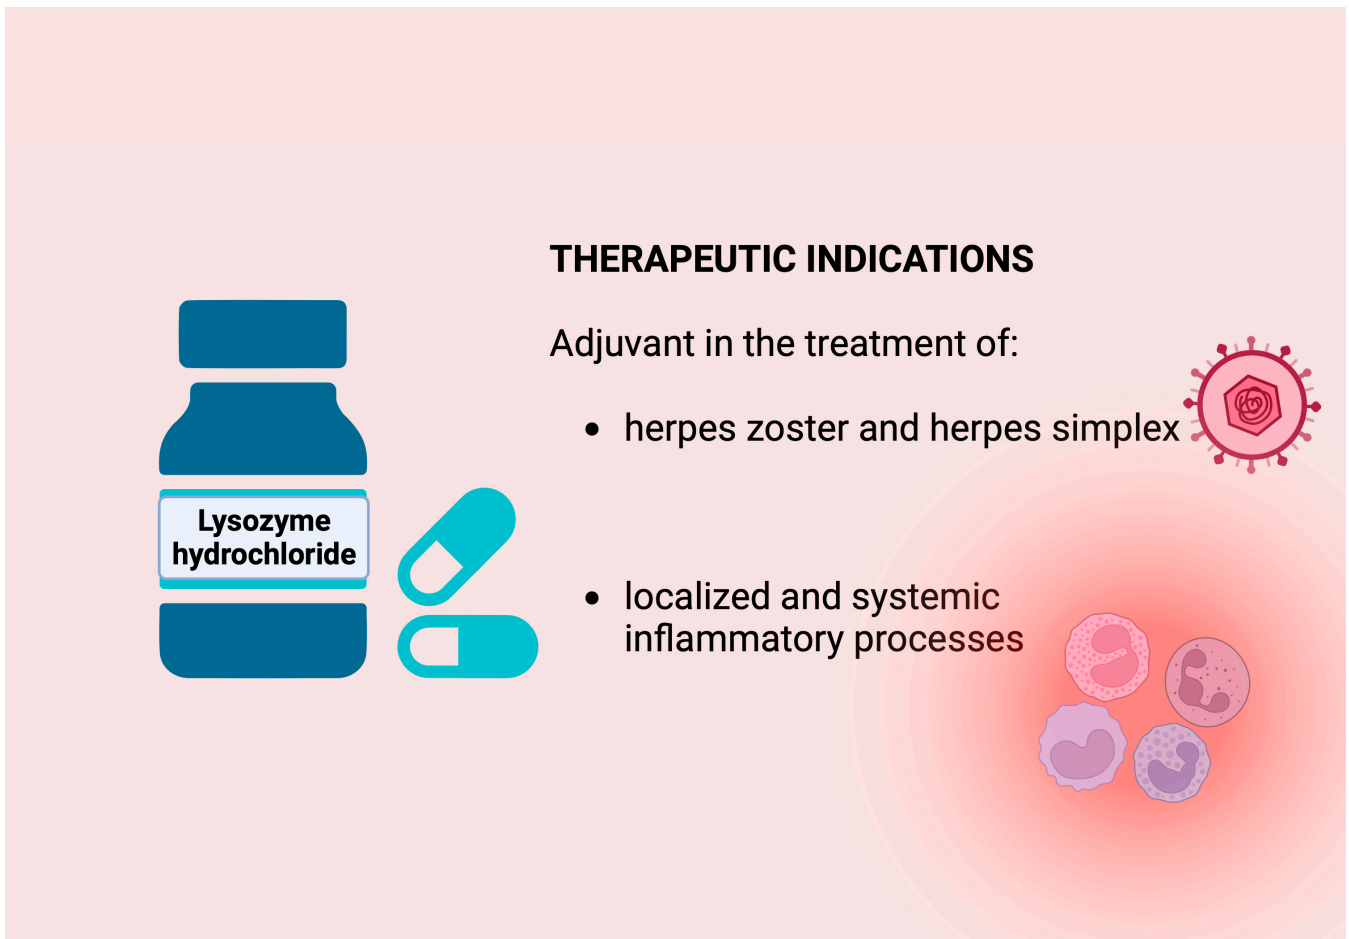 THERAPEUTIC INDICATIONS
Adjuvant in the treatment of:
• herpes zoster and herpes simplex
Lysozyme
hydrochloride
• localized and systemic
inflammatory processes